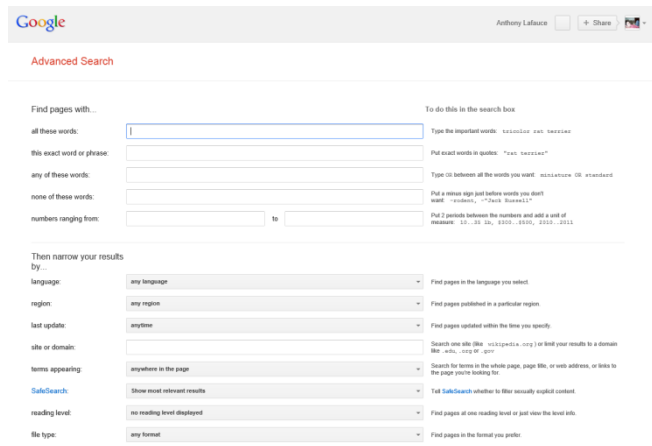 Google
Anthony Lafauce
+ Share
Advanced Search
Find pages with...
To do this in the search box
all these words:
Type the important words: tricolor rat terrier
this exact word or phrase:
Put exact words in quotes: "rat terrier"
any of these words:
Type OR between all the words you want: miniature OR standard
none of these words:
Put a minus sign just before words you don't
want: -rodent, -"Jack Russell"
numbers ranging from:
to
Put 2 periods between the numbers and add a unit of
measure: 10..35 lb, $300..$500, 2010..2011
Then narrow your results
by...
language:
any language
Find pages in the language you select.
region:
any region
Find pages published in a particular region.
last update:
anytime
Find pages updated within the time you specify.
site or domain:
Search one site (like wikipedia.org) or limit your results to a domain
like .edu, .org or .gov
terms appearing:
anywhere in the page
Search for terms in the whole page, page title, or web address, or links to
the page you're looking for.
SafeSearch:
Show most relevant results
Tell SafeSearch whether to filter sexually explicit content.
reading level:
no reading level displayed
Find pages at one reading level or just view the level info.
file type:
any format
Find pages in the format you prefer.